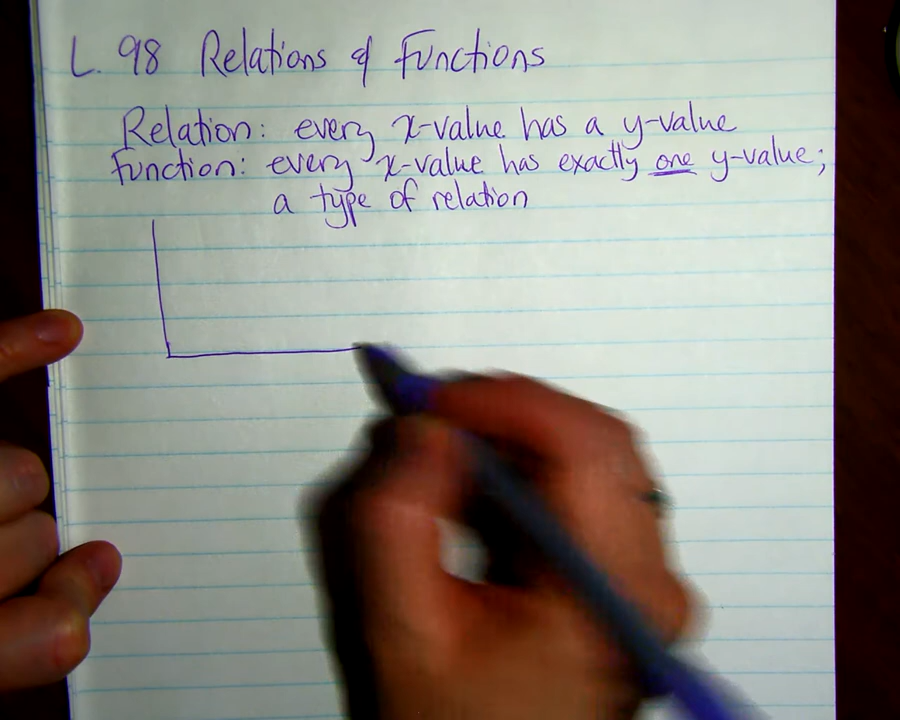 L. 98 Relations & Functions
Relation: every x-value has a y-value
Function: every x-value has exactly one y-value;
a type of relation